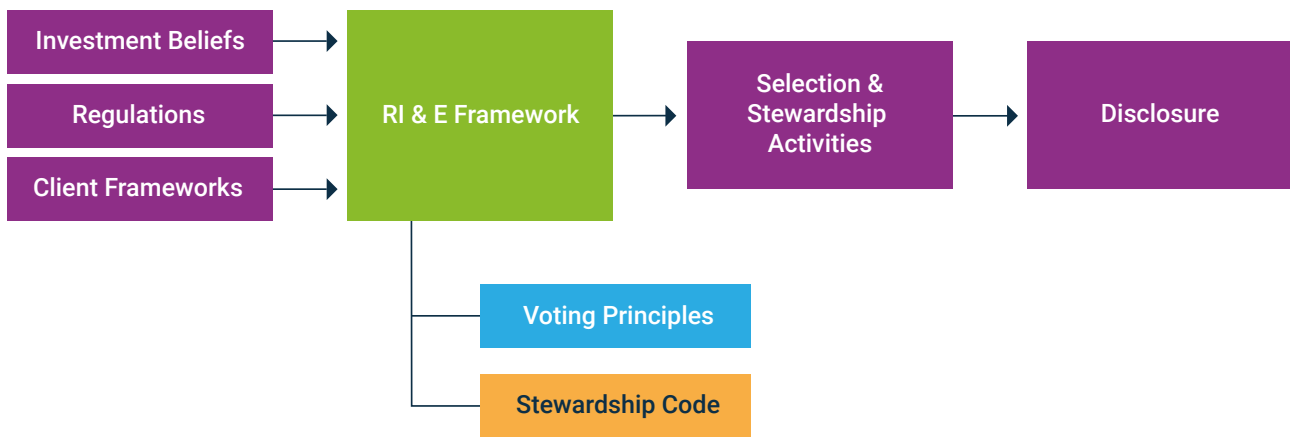 Investment Beliefs
Regulations
Client Frameworks
RI & E Framework
Selection &
Stewardship
Activities
Disclosure
Voting Principles
Stewardship Code